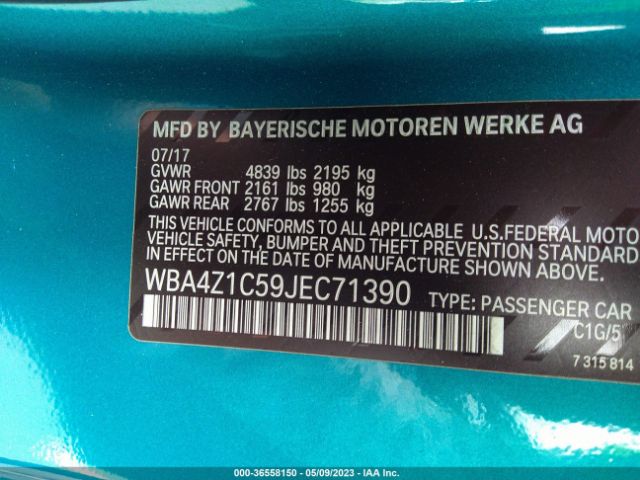 MFD BY BAYERISCHE MOTOREN WERKE AG
07/17
GVWR 4839 lbs 2195 kg
GAWR FRONT 2161 lbs 980 kg
GAWR REAR 2767 lbs 1255 kg
THIS VEHICLE CONFORMS TO ALL APPLICABLE U.S.FEDERAL MOTO
VEHICLE SAFETY, BUMPER AND THEFT PREVENTION STANDARD
IN EFFECT ON THE DATE OF MANUFACTURE SHOWN ABOVE.
WBA4Z1C59JEC71390 TYPE: PASSENGER CAR
C1G/5
7 315 814
000-36558150 - 05/09/2023 - IAA Inc.